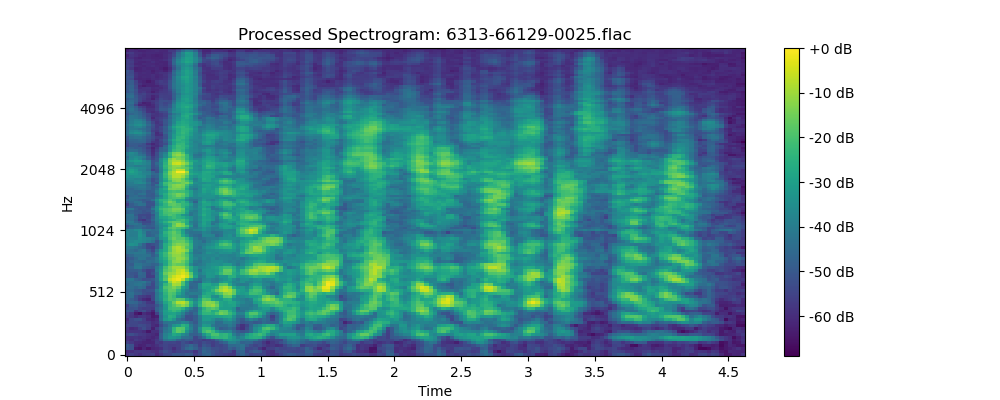 Processed Spectrogram: 6313-66129-0025.flac
Hz
4096
2048
1024
512
0
0 0.5 1 1.5 2 2.5 3 3.5 4 4.5
Time
+0 dB
-10 dB
-20 dB
-30 dB
-40 dB
-50 dB
-60 dB